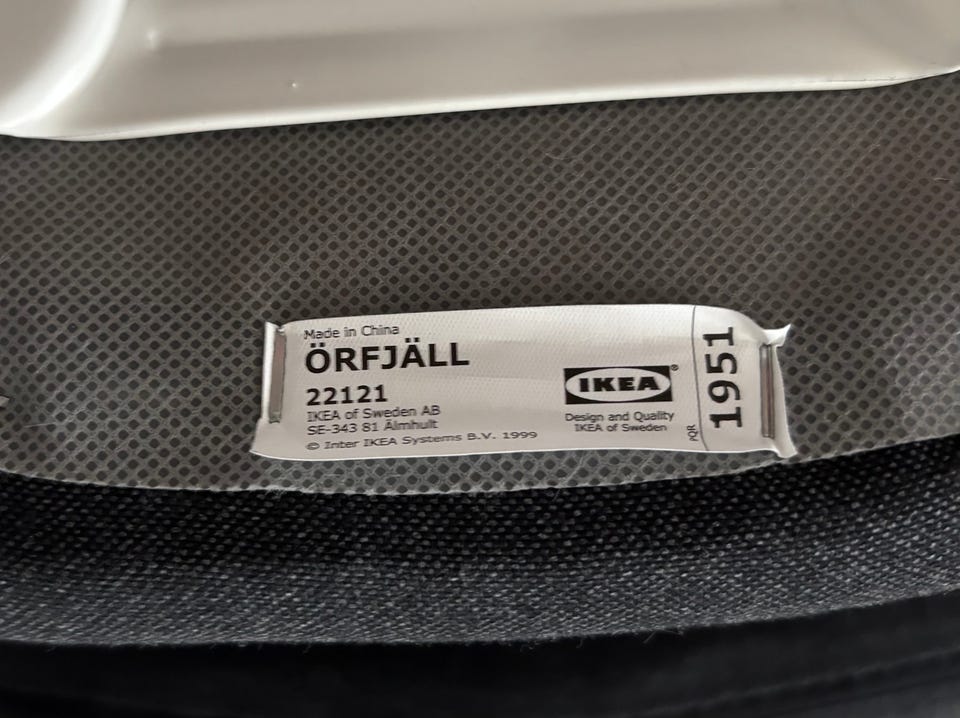 Made in China
ÖRFJÄLL
22121
IKEA of Sweden AB
SE-343 81 Älmhult
© Inter IKEA Systems B.V. 1999
IKEA®
Design and Quality
IKEA of Sweden
PQR
1951